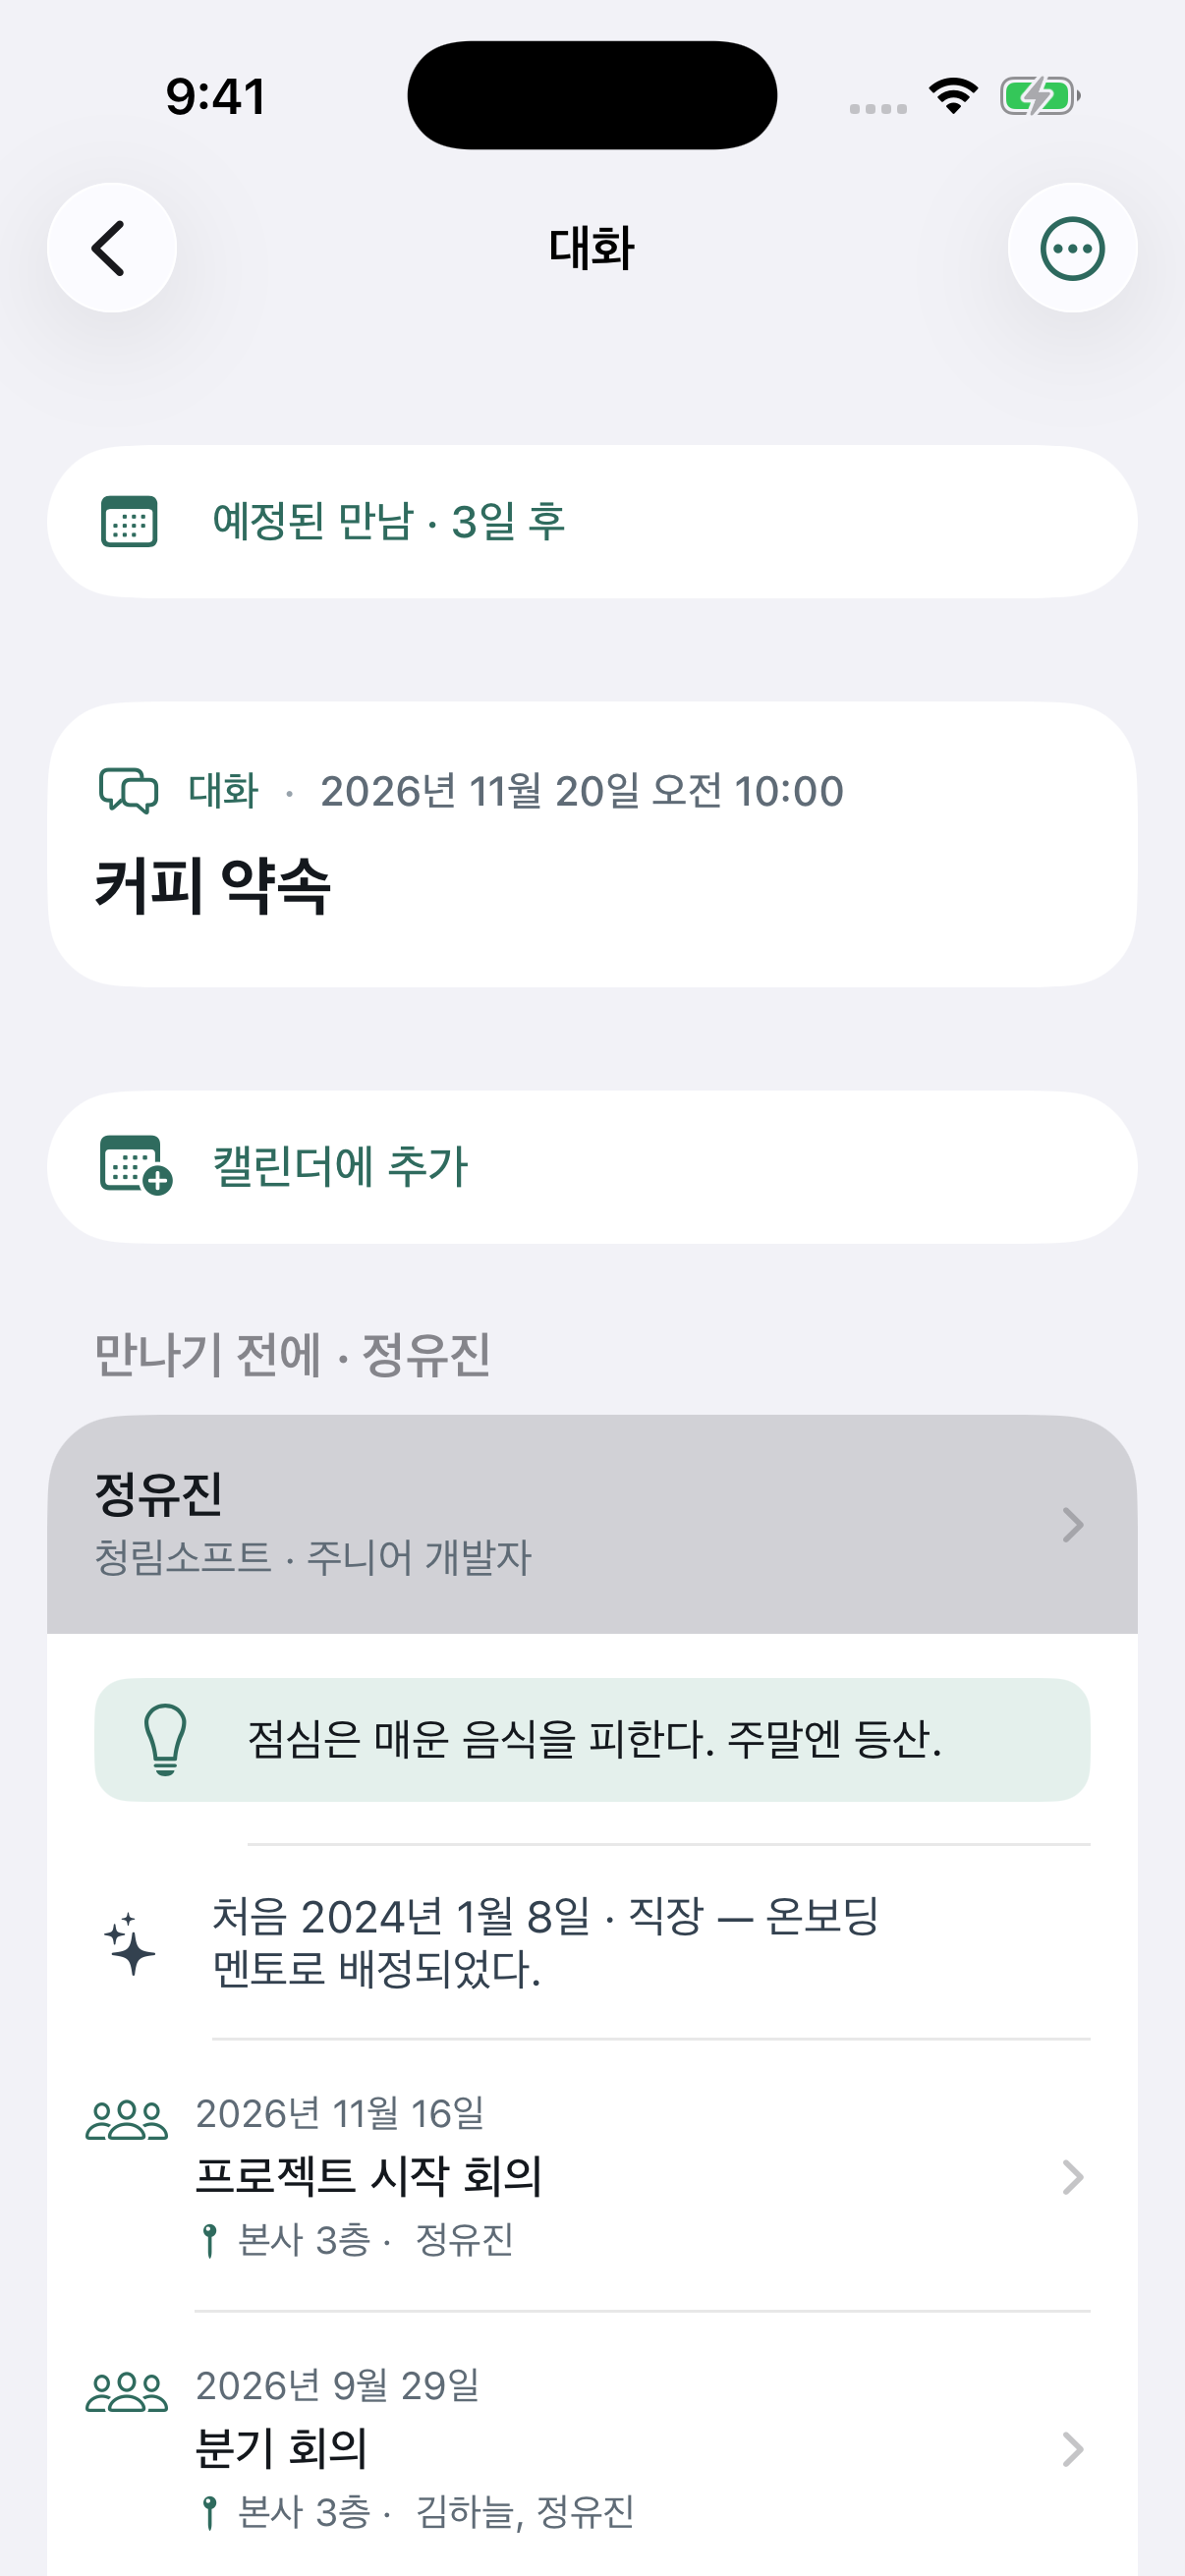 9:41
대화
예정된 만남 · 3일 후
대화 · 2026년 11월 20일 오전 10:00
커피 약속
캘린더에 추가
만나기 전에 · 정유진
정유진
청림소프트 · 주니어 개발자
점심은 매운 음식을 피한다. 주말엔 등산.
처음 2024년 1월 8일 · 직장 — 온보딩
멘토로 배정되었다.
2026년 11월 16일
프로젝트 시작 회의
본사 3층 · 정유진
2026년 9월 29일
분기 회의
본사 3층 · 김하늘, 정유진